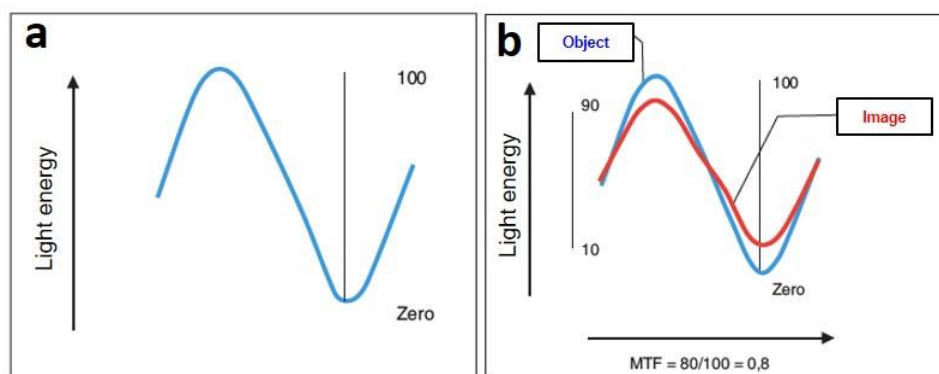 a
Light energy
100
Zero
b
Object
Light energy
90
10
100
Image
Zero
MTF = 80/100 = 0,8